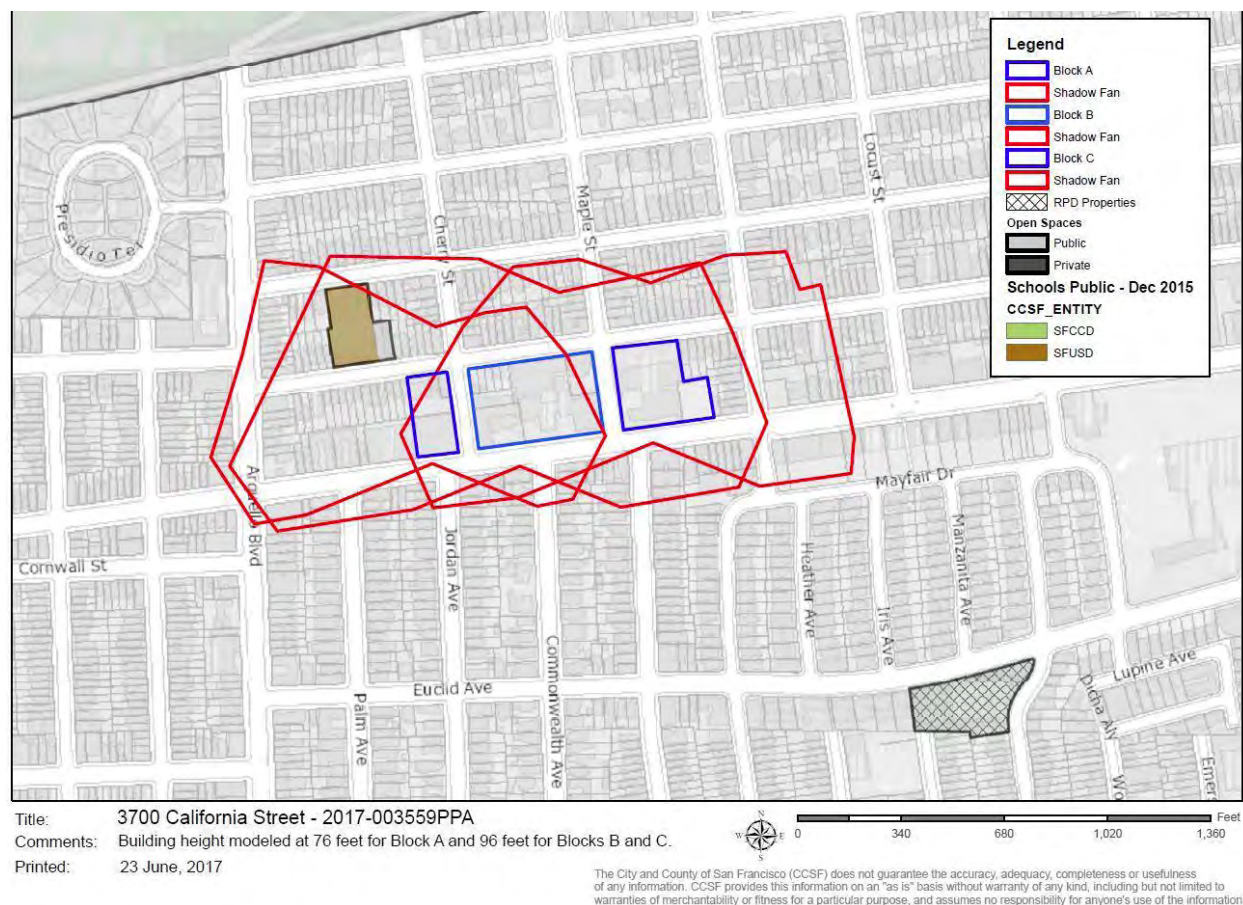 Legend
Block A
Shadow Fan
Block B
Shadow Fan
Block C
Shadow Fan
RPD Properties
Open Spaces
Public
Private
Schools Public - Dec 2015
CCSF_ENTITY
SFCCD
SFUSD
Locust St
Maple St
Cherry St
Presidio Ter
Mayfair Dr
Arguello Blvd
Cornwall St
Jordan Ave
Heather Ave
Manzanita Ave
Iris Ave
Commonwealth Ave
Euclid Ave
Palm Ave
Lupine Ave
Dicha Aly
Wo
Emers
Title: 3700 California Street - 2017-003559PPA
Comments: Building height modeled at 76 feet for Block A and 96 feet for Blocks B and C.
Printed: 23 June, 2017
N
W E
S
Feet
0 340 680 1,020 1,360
The City and County of San Francisco (CCSF) does not guarantee the accuracy, adequacy, completeness or usefulness
of any information. CCSF provides this information on an "as is" basis without warranty of any kind, including but not limited to
warranties of merchantability or fitness for a particular purpose, and assumes no responsibility for anyone's use of the information